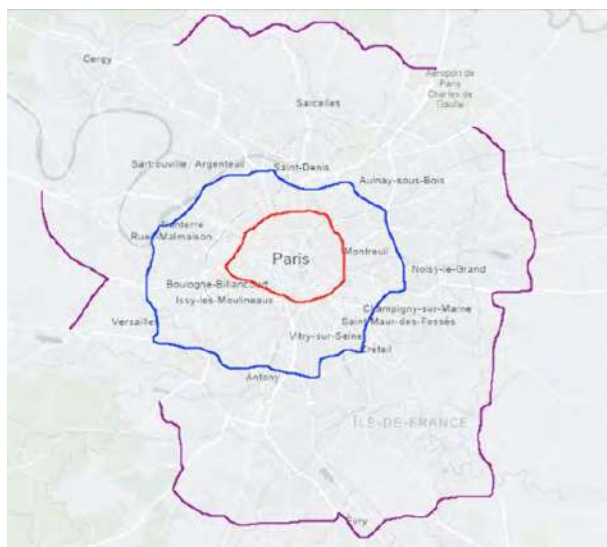 Cergy
Aéroport de
Paris
Charles de
Gaulle
Sarcelles
Sartrouville Argenteuil
Saint-Denis
Aulnay-sous-Bois
Nanterre
Rueil-Malmaison
Montreuil
Paris
Noisy-le-Grand
Boulogne-Billancourt
Issy-les-Moulineaux
Champigny-sur-Marne
Saint-Maur-des-Fossés
Versailles
Vitry-sur-Seine
Créteil
Antony
ÎLE-DE-FRANCE
Evry